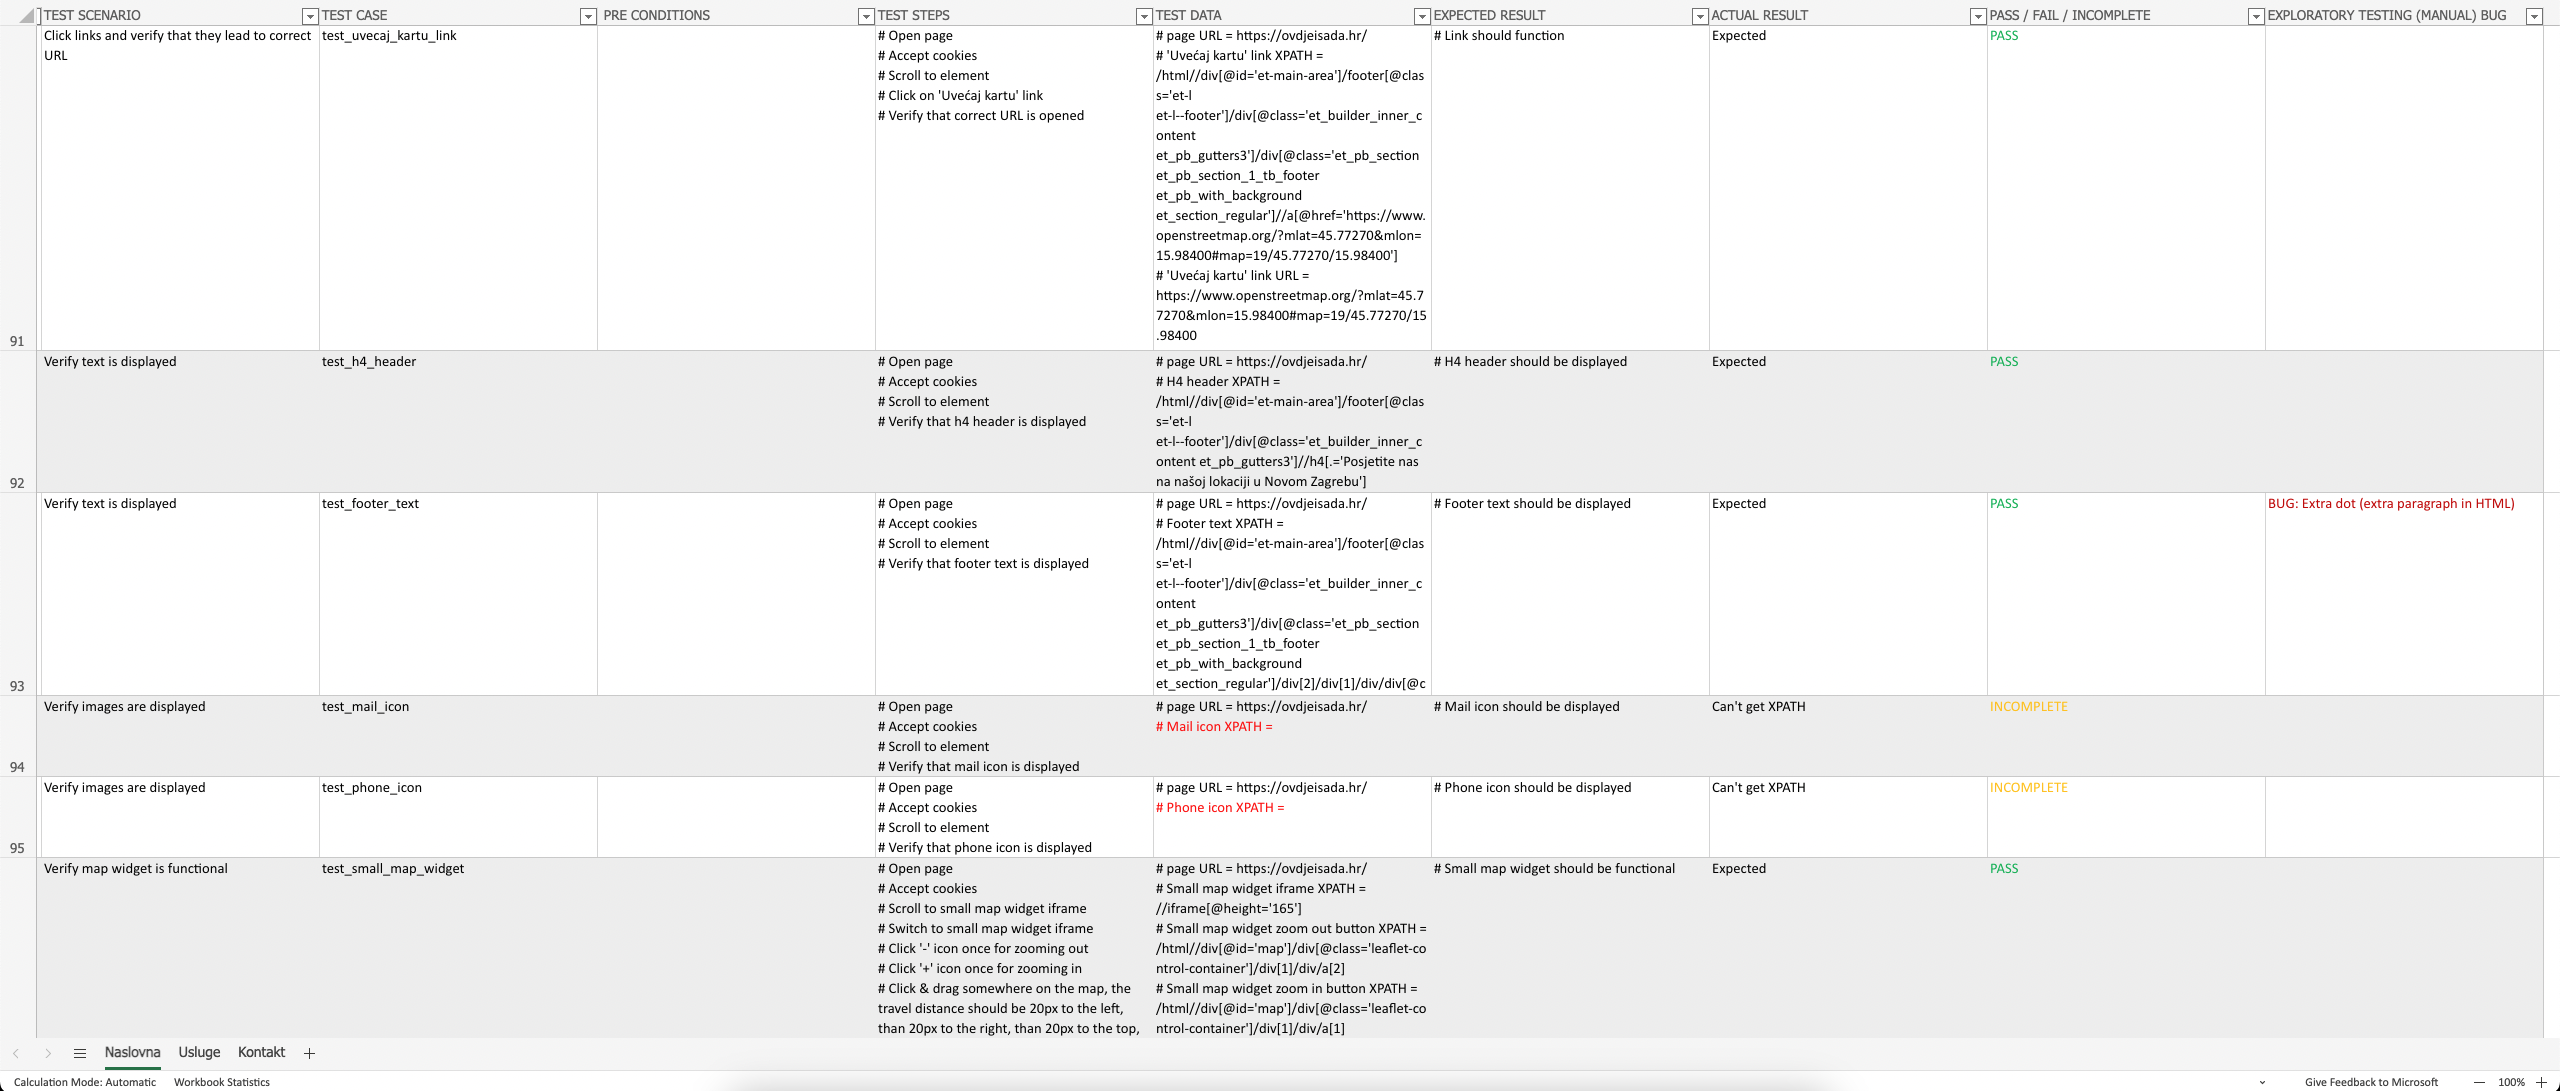 TEST SCENARIO
TEST CASE
PRE CONDITIONS
TEST STEPS
TEST DATA
EXPECTED RESULT
ACTUAL RESULT
PASS / FAIL / INCOMPLETE
EXPLORATORY TESTING (MANUAL) BUG
91
Click links and verify that they lead to correct
URL
test_uvecaj_kartu_link
# Open page
# Accept cookies
# Scroll to element
# Click on 'Uvećaj kartu' link
# Verify that correct URL is opened
# page URL = https://ovdjeisada.hr/
# 'Uvećaj kartu' link XPATH =
/html//div[@id='et-main-area']/footer[@clas
s='et-l
et-l--footer']/div[@class='et_builder_inner_c
ontent
et_pb_gutters3']/div[@class='et_pb_section
et_pb_section_1_tb_footer
et_pb_with_background
et_section_regular']//a[@href='https://www.
openstreetmap.org/?mlat=45.77270&mlon=
15.98400#map=19/45.77270/15.98400']
# 'Uvećaj kartu' link URL =
https://www.openstreetmap.org/?mlat=45.7
7270&mlon=15.98400#map=19/45.77270/15
.98400
# Link should function
Expected
PASS
92
Verify text is displayed
test_h4_header
# Open page
# Accept cookies
# Scroll to element
# Verify that h4 header is displayed
# page URL = https://ovdjeisada.hr/
# H4 header XPATH =
/html//div[@id='et-main-area']/footer[@clas
s='et-l
et-l--footer']/div[@class='et_builder_inner_c
ontent et_pb_gutters3']//h4[.='Posjetite nas
na našoj lokaciji u Novom Zagrebu']
# H4 header should be displayed
Expected
PASS
93
Verify text is displayed
test_footer_text
# Open page
# Accept cookies
# Scroll to element
# Verify that footer text is displayed
# page URL = https://ovdjeisada.hr/
# Footer text XPATH =
/html//div[@id='et-main-area']/footer[@clas
s='et-l
et-l--footer']/div[@class='et_builder_inner_c
ontent
et_pb_gutters3']/div[@class='et_pb_section
et_pb_section_1_tb_footer
et_pb_with_background
et_section_regular']/div[2]/div[1]/div/div[@c
# Footer text should be displayed
Expected
PASS
BUG: Extra dot (extra paragraph in HTML)
94
Verify images are displayed
test_mail_icon
# Open page
# Accept cookies
# Scroll to element
# Verify that mail icon is displayed
# page URL = https://ovdjeisada.hr/
# Mail icon XPATH =
# Mail icon should be displayed
Can't get XPATH
INCOMPLETE
95
Verify images are displayed
test_phone_icon
# Open page
# Accept cookies
# Scroll to element
# Verify that phone icon is displayed
# page URL = https://ovdjeisada.hr/
# Phone icon XPATH =
# Phone icon should be displayed
Can't get XPATH
INCOMPLETE
Verify map widget is functional
test_small_map_widget
# Open page
# Accept cookies
# Scroll to small map widget iframe
# Switch to small map widget iframe
# Click '-' icon once for zooming out
# Click '+' icon once for zooming in
# Click & drag somewhere on the map, the
travel distance should be 20px to the left,
than 20px to the right, than 20px to the top,
# page URL = https://ovdjeisada.hr/
# Small map widget iframe XPATH =
//iframe[@height='165']
# Small map widget zoom out button XPATH =
/html//div[@id='map']/div[@class='leaflet-co
ntrol-container']/div[1]/div/a[2]
# Small map widget zoom in button XPATH =
/html//div[@id='map']/div[@class='leaflet-co
ntrol-container']/div[1]/div/a[1]
# Small map widget should be functional
Expected
PASS
Naslovna
Usluge
Kontakt
Calculation Mode: Automatic
Workbook Statistics
Give Feedback to Microsoft
100%